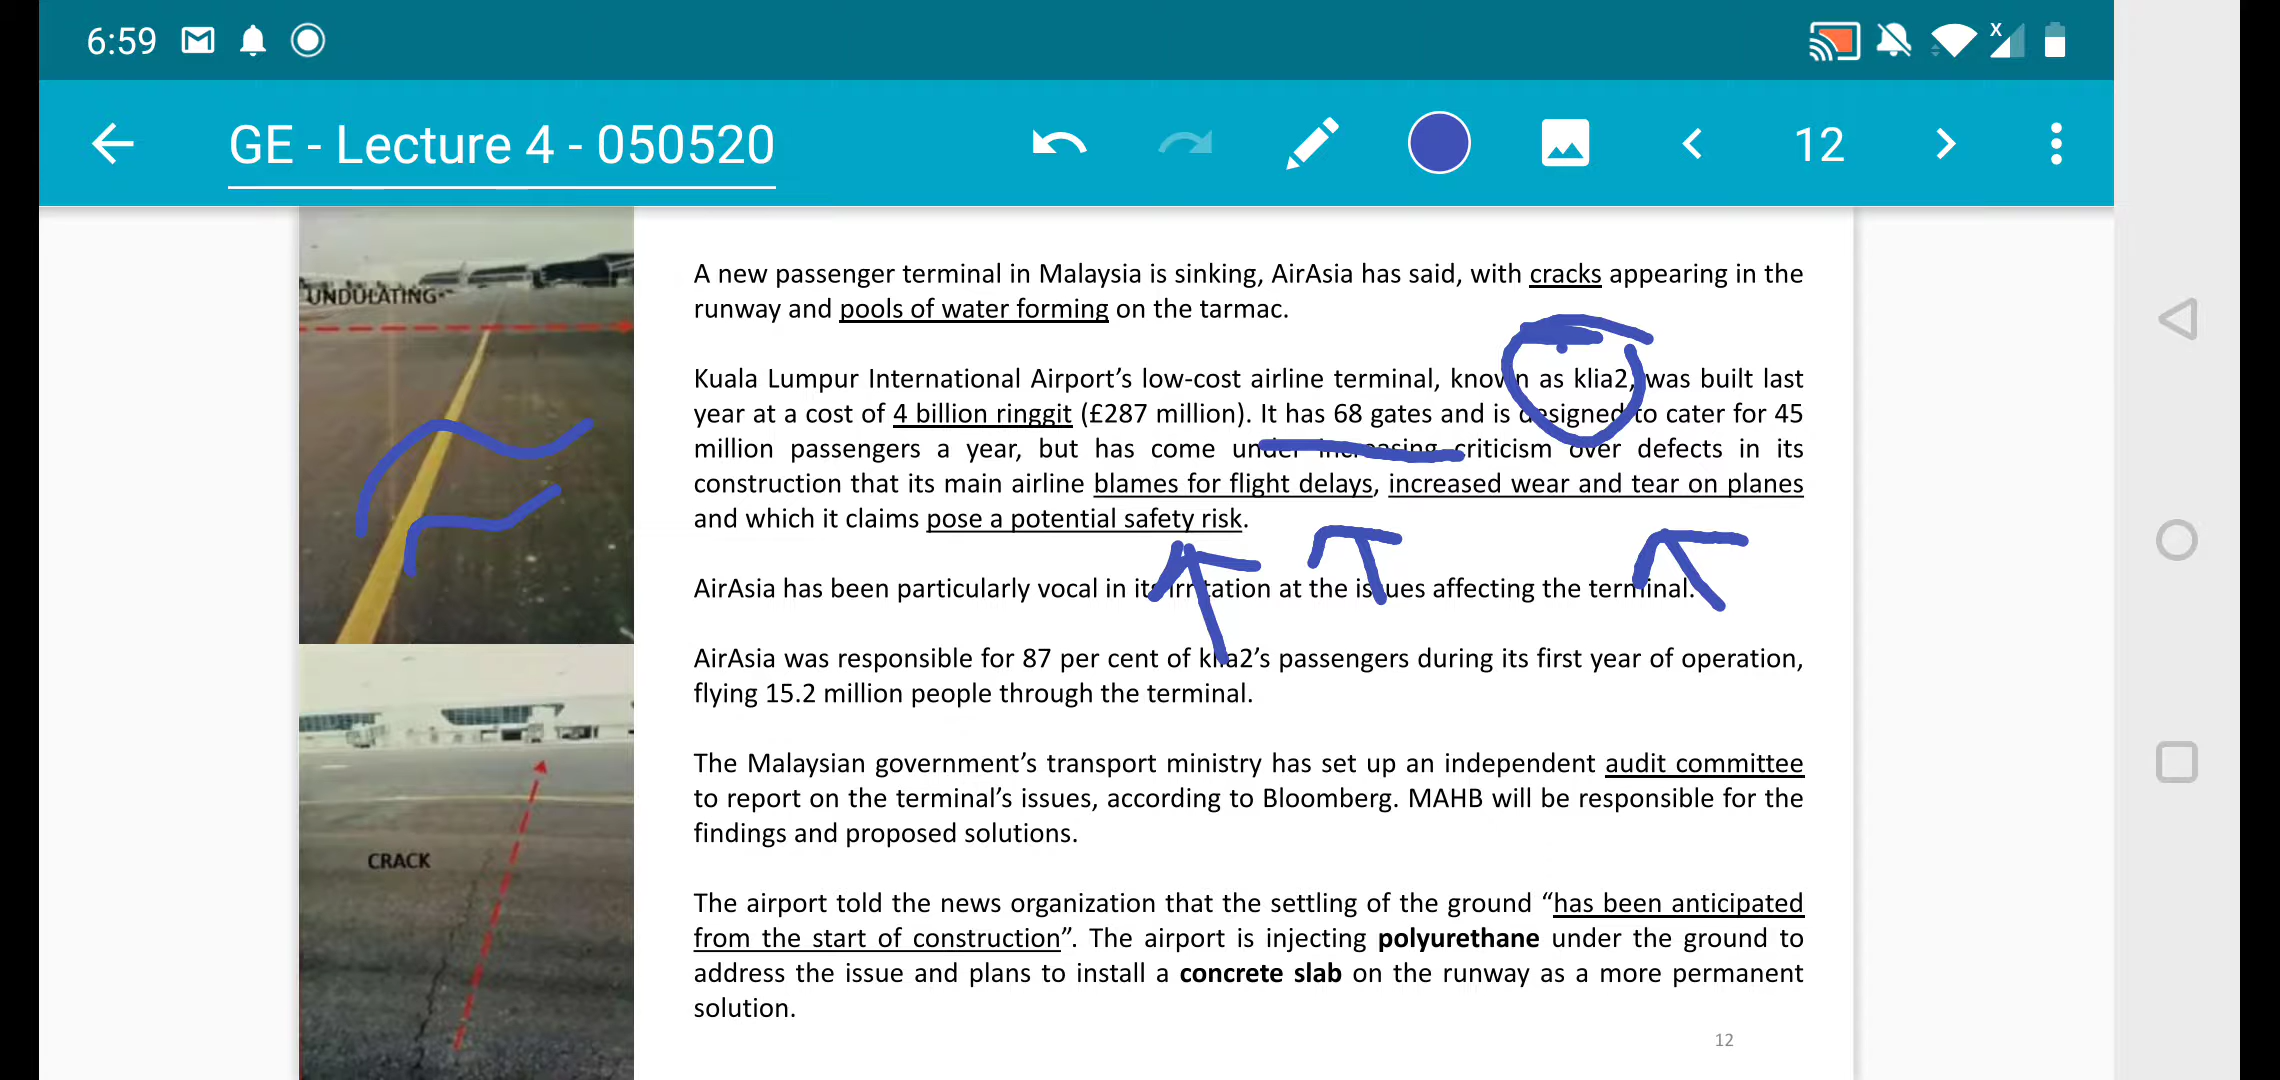 6:59
GE - Lecture 4 - 050520
12
UNDULATING
A new passenger terminal in Malaysia is sinking, AirAsia has said, with cracks appearing in the
runway and pools of water forming on the tarmac.
Kuala Lumpur International Airport’s low-cost airline terminal, known as klia2, was built last
year at a cost of 4 billion ringgit (£287 million). It has 68 gates and is designed to cater for 45
million passengers a year, but has come under increasing criticism over defects in its
construction that its main airline blames for flight delays, increased wear and tear on planes
and which it claims pose a potential safety risk.
AirAsia has been particularly vocal in its irritation at the issues affecting the terminal.
AirAsia was responsible for 87 per cent of klia2’s passengers during its first year of operation,
flying 15.2 million people through the terminal.
The Malaysian government’s transport ministry has set up an independent audit committee
to report on the terminal’s issues, according to Bloomberg. MAHB will be responsible for the
findings and proposed solutions.
CRACK
The airport told the news organization that the settling of the ground “has been anticipated
from the start of construction”. The airport is injecting polyurethane under the ground to
address the issue and plans to install a concrete slab on the runway as a more permanent
solution.
12